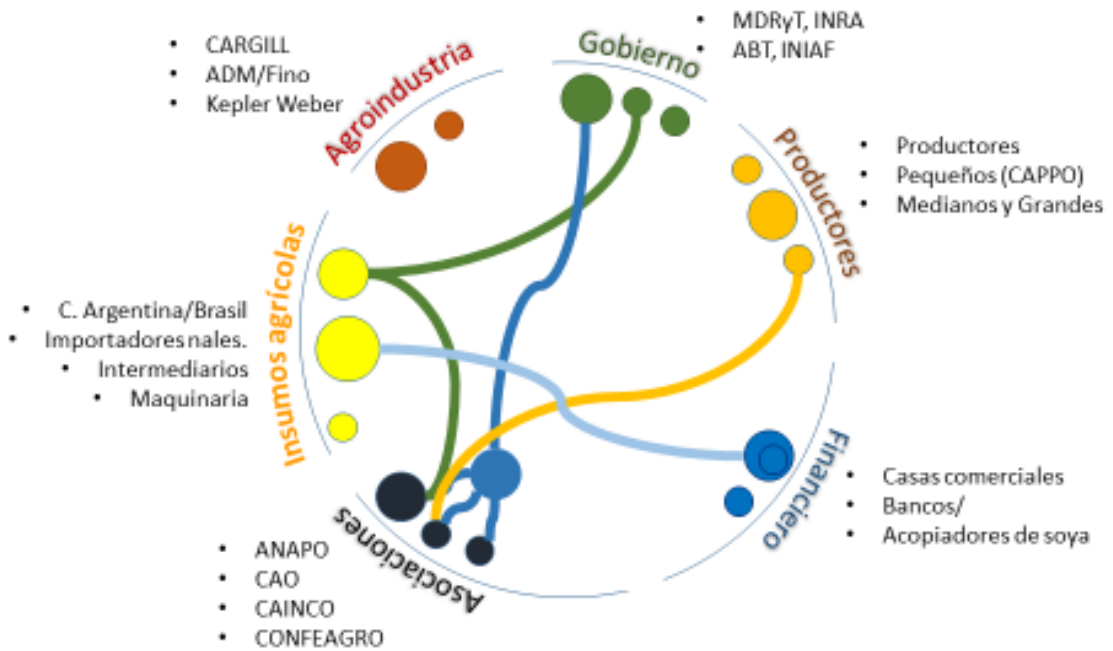 Agroindustria
• CARGILL
• ADM/Fino
• Kepler Weber
Gobierno
• MDRyT, INRA
• ABT, INIAF
Productores
• Productores
• Pequeños (CAPPO)
• Medianos y Grandes
Insumos agrícolas
• C. Argentina/Brasil
• Importadores nales.
• Intermediarios
• Maquinaria
Financiero
• Casas comerciales
• Bancos/
• Acopiadores de soya
Asociaciones
• ANAPO
• CAO
• CAINCO
• CONFEAGRO